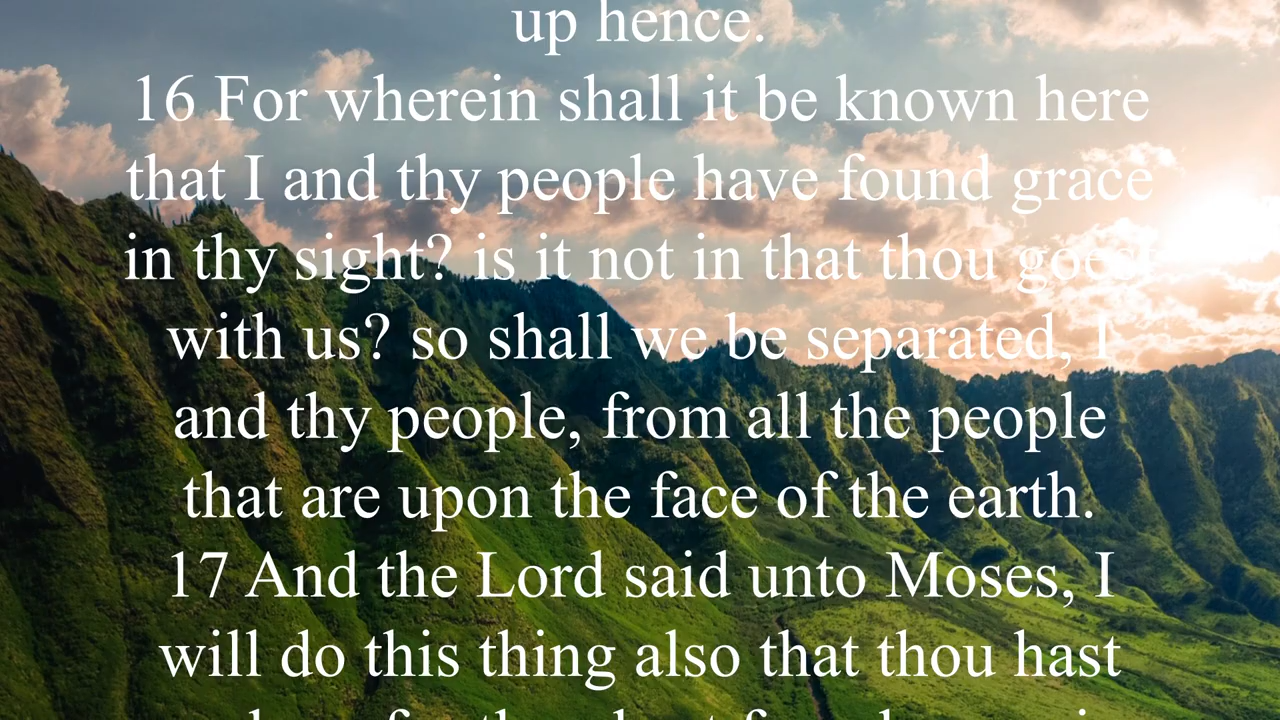 up hence.
16 For wherein shall it be known here
that I and thy people have found grace
in thy sight? is it not in that thou goest
with us? so shall we be separated, I
and thy people, from all the people
that are upon the face of the earth.
17 And the Lord said unto Moses, I
will do this thing also that thou hast